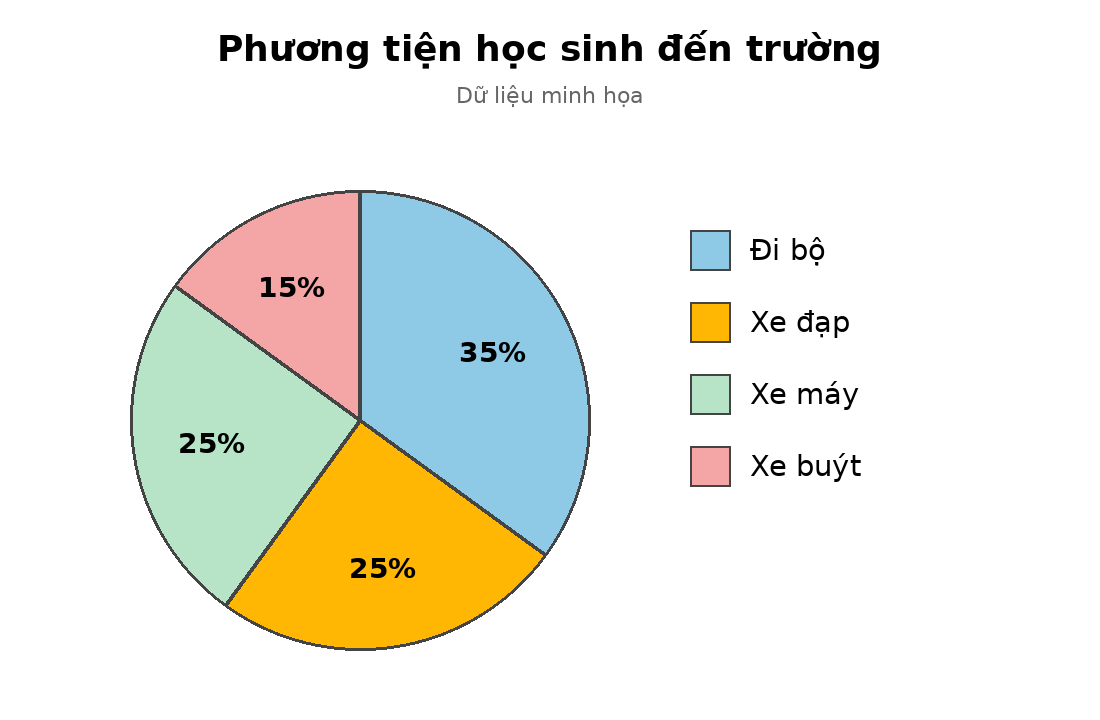 Phương tiện học sinh đến trường
Dữ liệu minh họa
15%
35%
25%
25%
Đi bộ
Xe đạp
Xe máy
Xe buýt